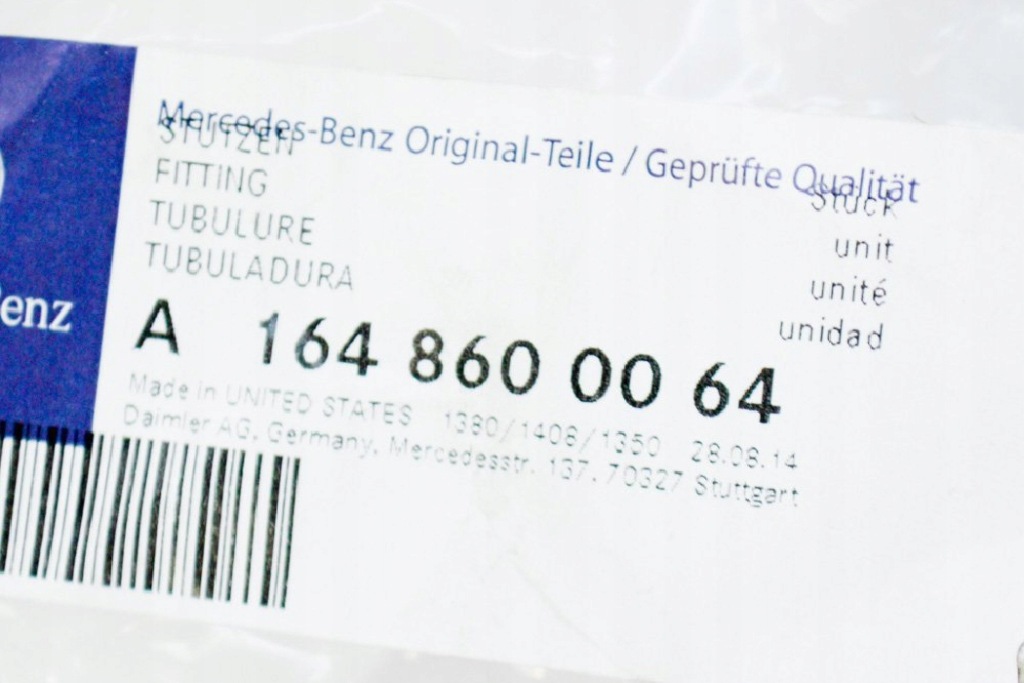 Mercedes-Benz Original-Teile / Geprüfte Qualität
STUTZEN
FITTING
TUBULURE
TUBULADURA
Stück
unit
unité
unidad
enz
A 164 860 00 64
Made in UNITED STATES 1380/1408/1350 28.08.14
Daimler AG, Germany, Mercedesstr. 137. 70327 Stuttgart